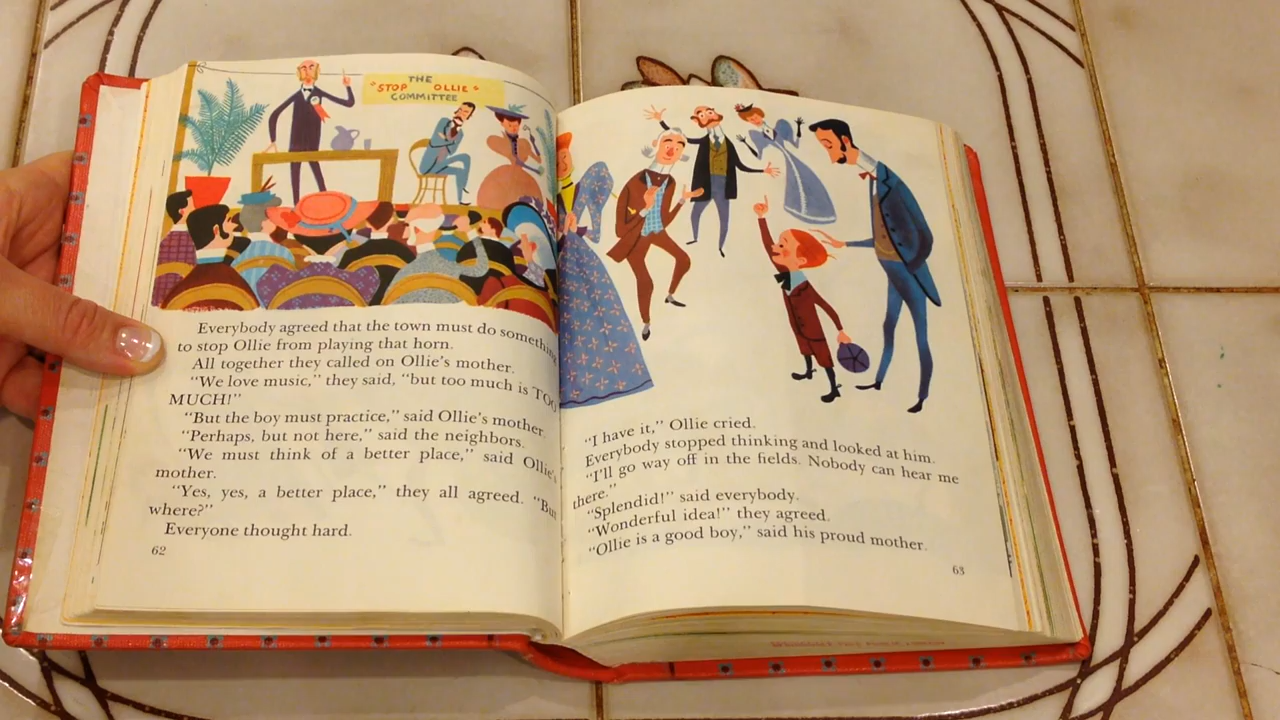 THE
"STOP OLLIE"
COMMITTEE
Everybody agreed that the town must do something
to stop Ollie from playing that horn.
All together they called on Ollie's mother.
"We love music," they said, "but too much is TOO
MUCH!"
"But the boy must practice," said Ollie's mother.
"Perhaps, but not here," said the neighbors.
"We must think of a better place," said Ollie's
mother.
"Yes, yes, a better place," they all agreed. "But
where?"
Everyone thought hard.
62
"I have it," Ollie cried.
Everybody stopped thinking and looked at him.
"I'll go way off in the fields. Nobody can hear me
there."
"Splendid!" said everybody.
"Wonderful idea!" they agreed.
"Ollie is a good boy," said his proud mother.
63